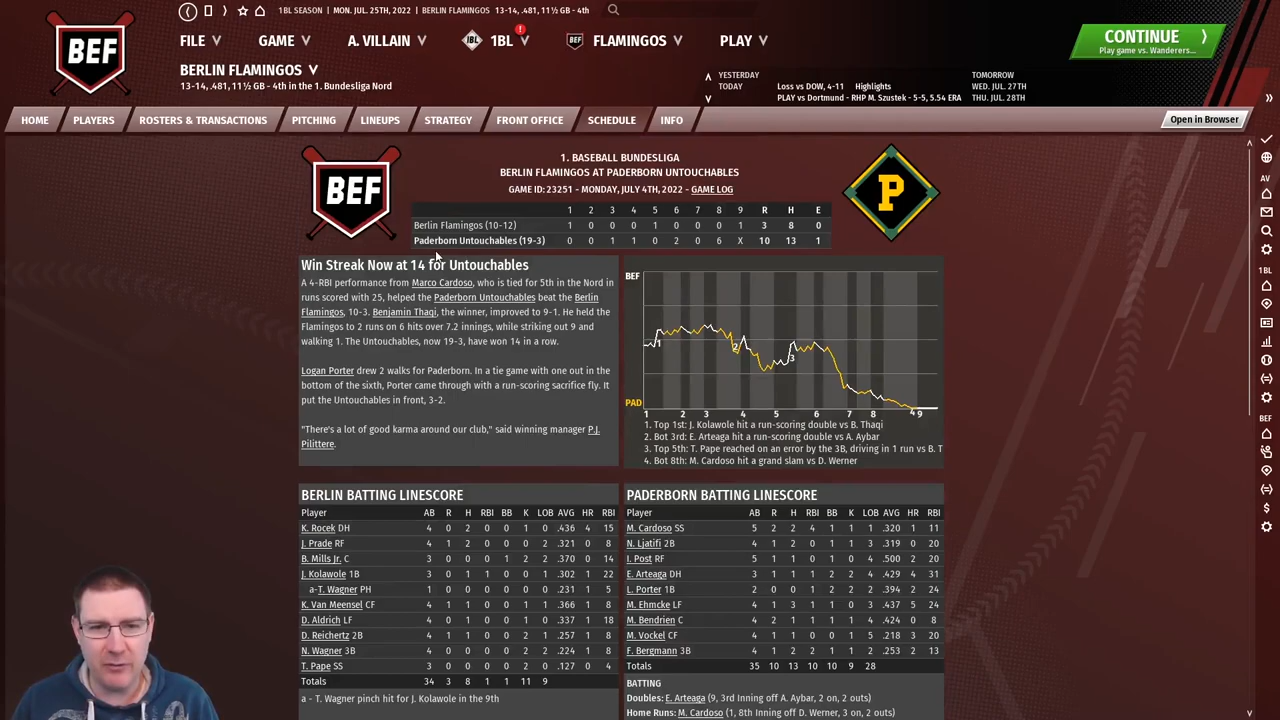 1BL SEASON | MON. JUL. 25TH, 2022 | BERLIN FLAMINGOS 13-14, .481, 11½ GB - 4th
BEF
FILE GAME A. VILLAIN 1BL FLAMINGOS PLAY
CONTINUE
Play game vs. Wanderers...
BERLIN FLAMINGOS
13-14, .481, 11½ GB - 4th in the 1. Bundesliga Nord
YESTERDAY Loss vs DOW, 4-11 Highlights
TODAY PLAY vs Dortmund - RHP M. Szustek - 5-5, 5.54 ERA
TOMORROW
WED. JUL. 27TH
THU. JUL. 28TH
HOME PLAYERS ROSTERS & TRANSACTIONS PITCHING LINEUPS STRATEGY FRONT OFFICE SCHEDULE INFO Open in Browser
BEF
1. BASEBALL BUNDESLIGA
BERLIN FLAMINGOS AT PADERBORN UNTOUCHABLES
GAME ID: 23251 - MONDAY, JULY 4TH, 2022 - GAME LOG
P
1 2 3 4 5 6 7 8 9 R H E
Berlin Flamingos (10-12) 1 0 0 0 1 0 0 0 1 3 8 0
Paderborn Untouchables (19-3) 0 0 1 1 0 2 0 6 X 10 13 1
Win Streak Now at 14 for Untouchables
A 4-RBI performance from Marco Cardoso, who is tied for 5th in the Nord in
runs scored with 25, helped the Paderborn Untouchables beat the Berlin
Flamingos, 10-3. Benjamin Thaqi, the winner, improved to 9-1. He held the
Flamingos to 2 runs on 6 hits over 7.2 innings, while striking out 9 and
walking 1. The Untouchables, now 19-3, have won 14 in a row.
Logan Porter drew 2 walks for Paderborn. In a tie game with one out in the
bottom of the sixth, Porter came through with a run-scoring sacrifice fly. It
put the Untouchables in front, 3-2.
"There's a lot of good karma around our club," said winning manager P.J.
Pilittere.
BEF
1 2 3
PAD 4
1 2 3 4 5 6 7 8 9
1. Top 1st: J. Kolawole hit a run-scoring double vs B. Thaqi
2. Bot 3rd: E. Arteaga hit a run-scoring double vs A. Aybar
3. Top 5th: T. Pape reached on an error by the 3B, driving in 1 run vs B. T
4. Bot 8th: M. Cardoso hit a grand slam vs D. Werner
BERLIN BATTING LINESCORE
Player AB R H RBI BB K LOB AVG HR RBI
K. Rocek DH 4 0 2 0 0 1 0 .436 4 15
J. Prade RF 4 1 2 0 0 0 2 .321 0 8
B. Mills Jr. C 3 0 0 0 1 2 2 .370 0 14
J. Kolawole 1B 3 0 1 1 0 0 1 .302 1 22
a-T. Wagner PH 1 0 0 0 0 0 0 .231 1 5
K. Van Meensel CF 4 1 1 0 0 1 1 .366 1 8
D. Aldrich LF 4 0 1 0 0 1 0 .337 1 18
D. Reichertz 2B 4 1 1 0 0 2 1 .257 1 8
N. Wagner 3B 4 0 0 0 0 2 2 .224 1 8
T. Pape SS 3 0 0 0 0 2 0 .127 0 4
Totals 34 3 8 1 1 11 9
a - T. Wagner pinch hit for J. Kolawole in the 9th
PADERBORN BATTING LINESCORE
Player AB R H RBI BB K LOB AVG HR RBI
M. Cardoso SS 5 2 2 4 1 1 1 .320 1 11
N. Ljatifi 2B 4 1 2 0 1 1 3 .319 0 20
I. Post RF 5 1 1 0 1 0 4 .500 2 20
E. Arteaga DH 3 1 1 1 2 2 4 .429 4 31
L. Porter 1B 2 0 0 1 2 2 2 .394 2 24
M. Ehmcke LF 4 1 3 1 1 0 3 .437 5 24
M. Bendrien C 4 2 1 1 1 1 4 .424 0 8
M. Vockel CF 4 1 1 0 0 1 5 .218 3 20
F. Bergmann 3B 4 1 2 2 1 1 2 .253 2 13
Totals 35 10 13 10 10 9 28
BATTING
Doubles: E. Arteaga (9, 3rd Inning off A. Aybar, 2 on, 2 outs)
Home Runs: M. Cardoso (1, 8th Inning off D. Werner, 3 on, 2 outs)
AV
1BL
BEF